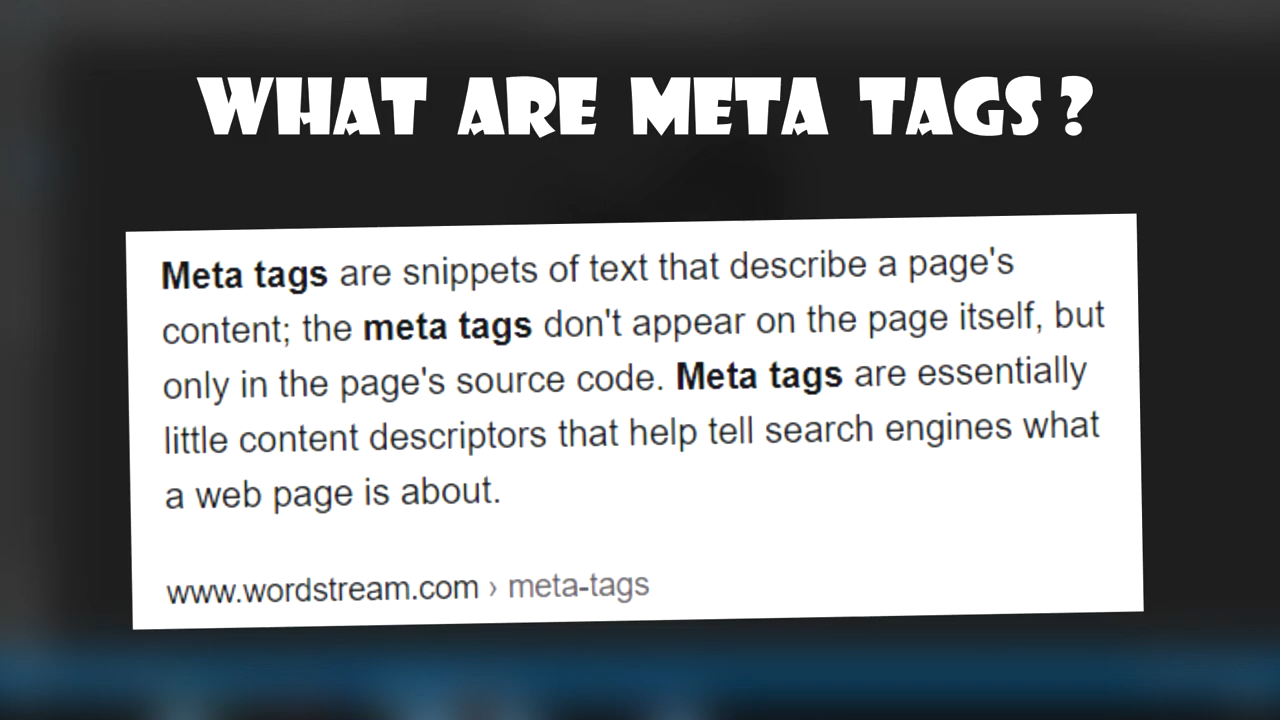 WHAT ARE META TAGS ?
Meta tags are snippets of text that describe a page's
content; the meta tags don't appear on the page itself, but
only in the page's source code. Meta tags are essentially
little content descriptors that help tell search engines what
a web page is about.
www.wordstream.com › meta-tags